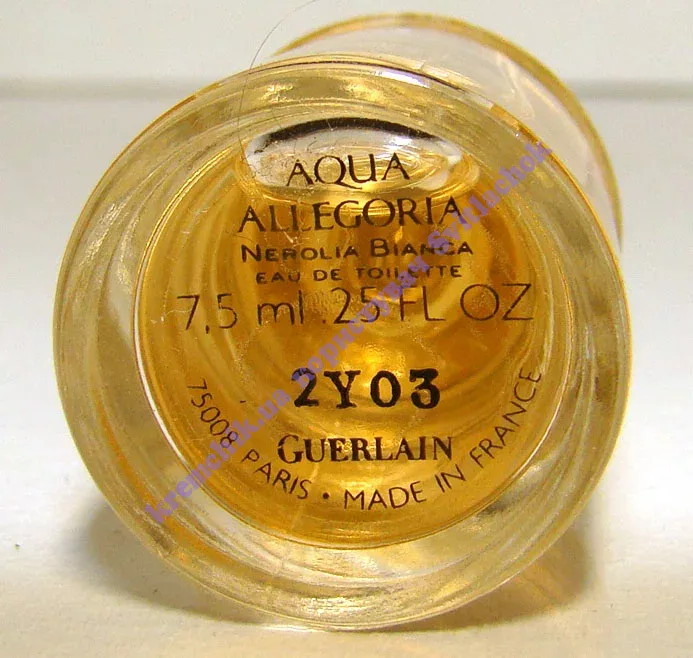 AQUA
ALLEGORIA
NEROLIA BIANCA
EAU DE TOILETTE
7,5 ml .25 FL OZ
2Y03
GUERLAIN
75008 PARIS • MADE IN FRANCE